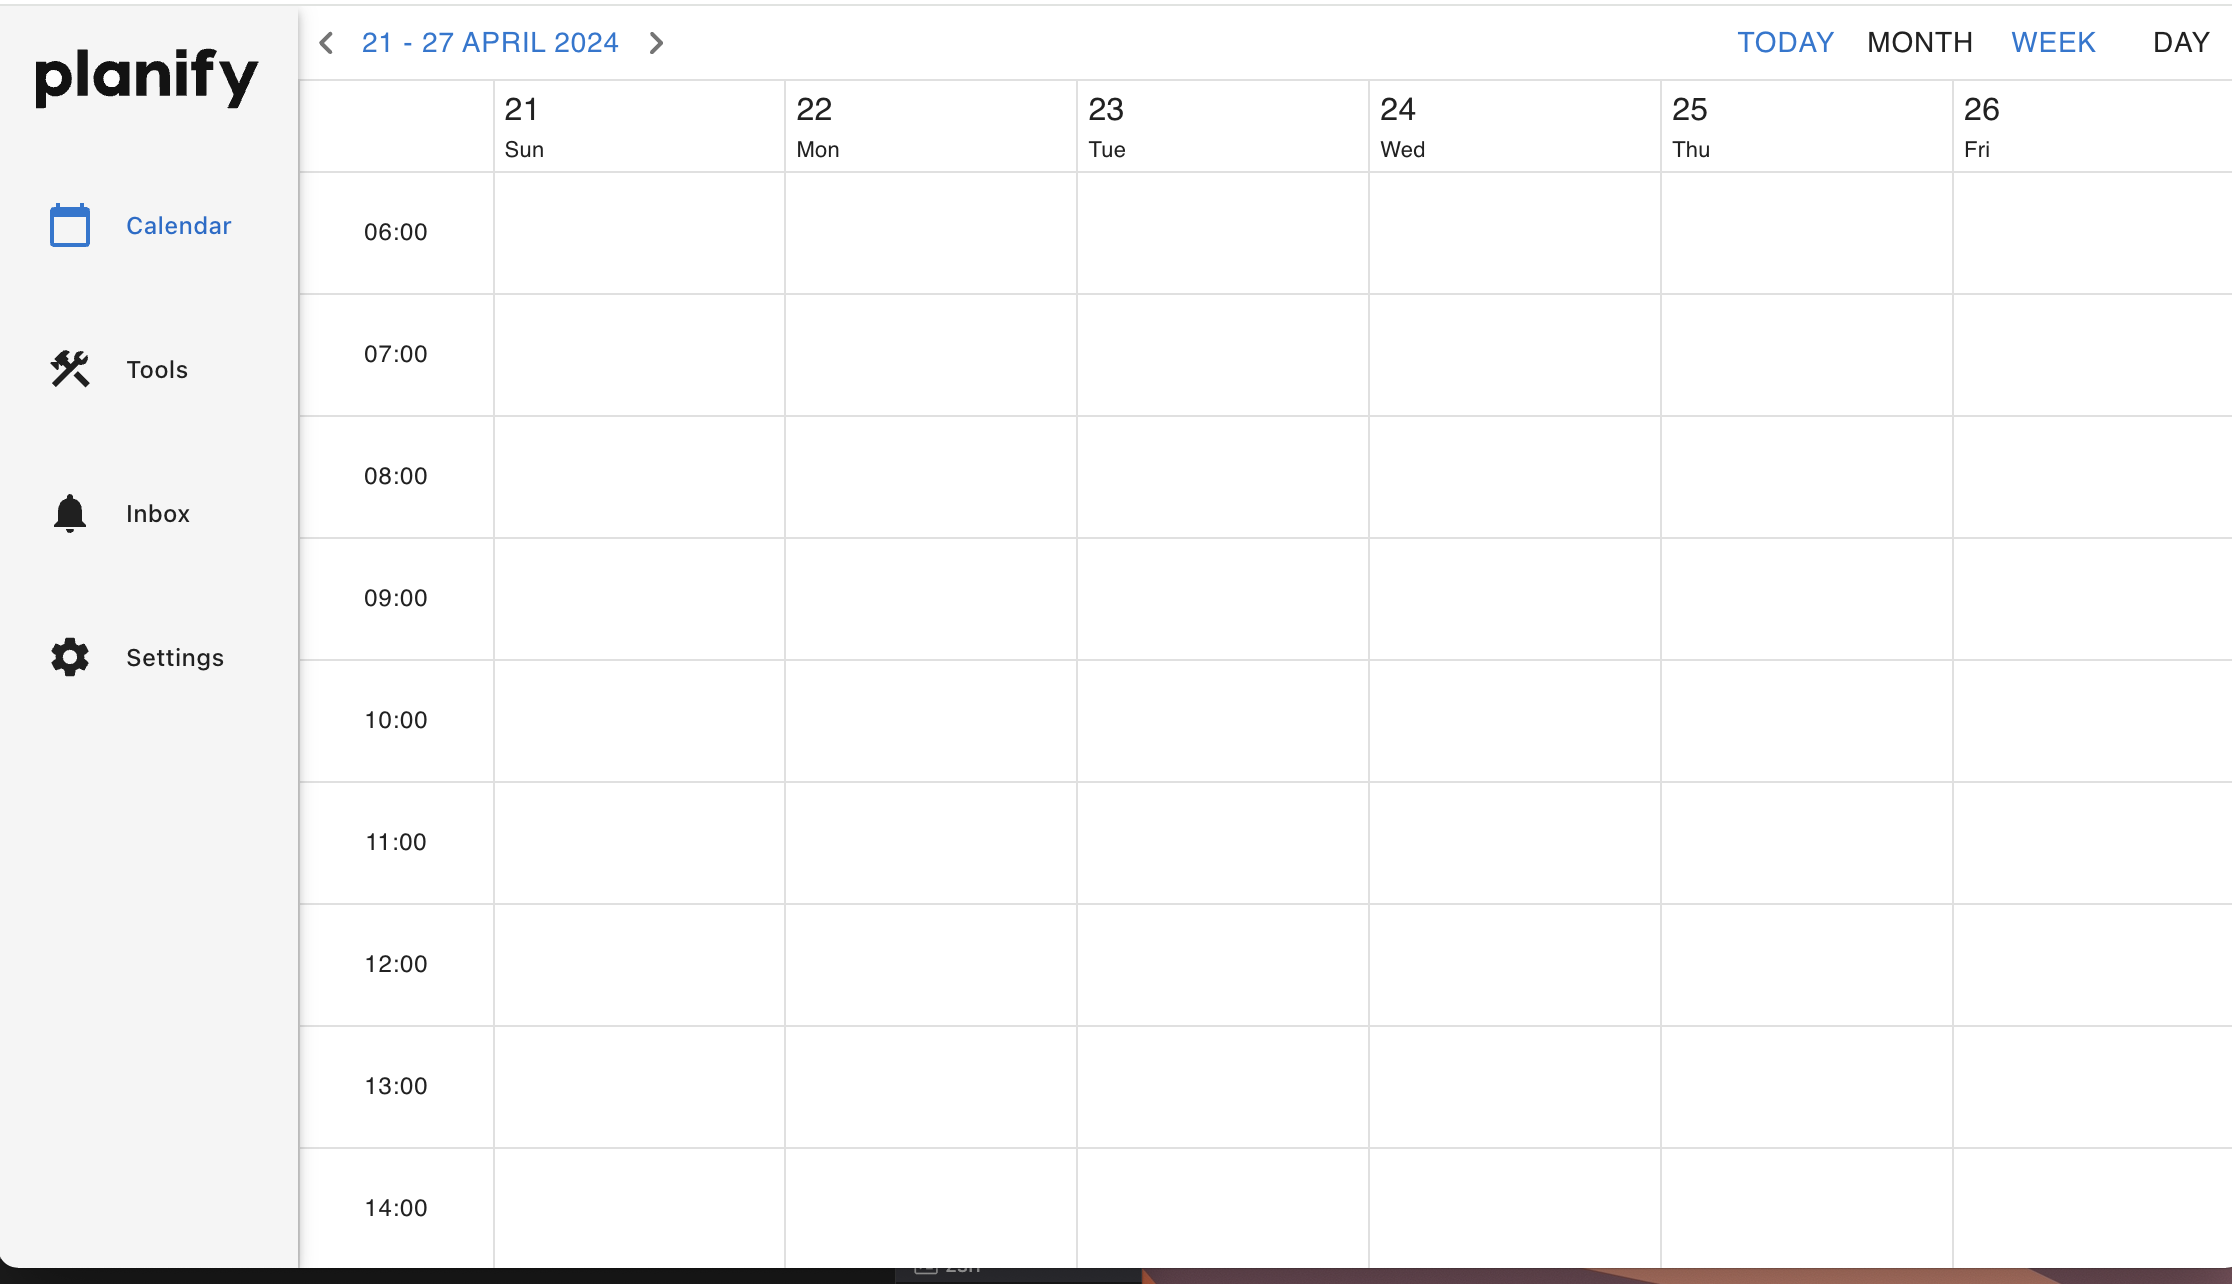 planify
Calendar
Tools
Inbox
Settings
21 - 27 APRIL 2024
TODAY MONTH WEEK DAY
21 22 23 24 25 26
Sun Mon Tue Wed Thu Fri
06:00
07:00
08:00
09:00
10:00
11:00
12:00
13:00
14:00